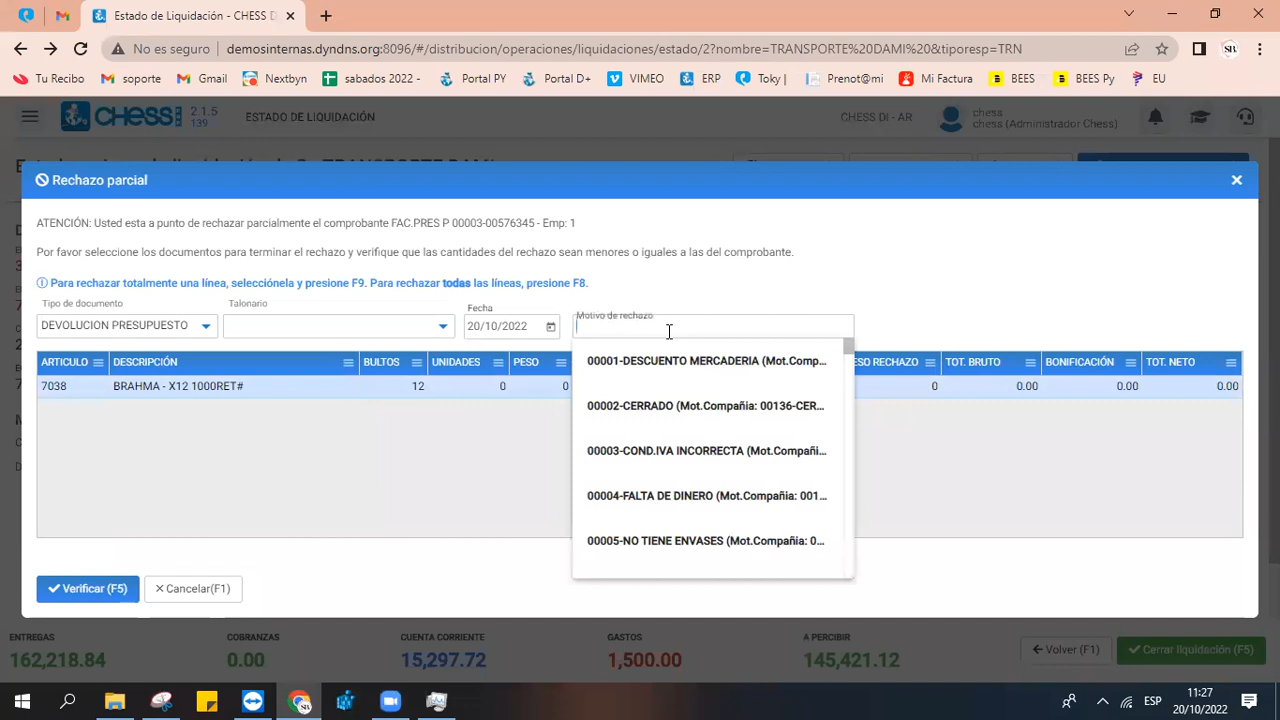 Estado de Liquidación - CHESS D
No es seguro
demosinternas.dyndns.org:8096/#/distribucion/operaciones/liquidaciones/estado/2?nombre=TRANSPORTE%20DAMI%20&tiporesp=TRN
Tu Recibo
soporte
Gmail
Nextbyn
sabados 2022 -
Portal PY
Portal D+
VIMEO
ERP
Toky |
Prenot@mi
Mi Factura
BEES
BEES Py
EU
CHESS
2.1.5
139
ESTADO DE LIQUIDACIÓN
CHESS DI - AR
chess
chess (Administrador Chess)
Rechazo parcial
ATENCIÓN: Usted esta a punto de rechazar parcialmente el comprobante FAC.PRES P 00003-00576345 - Emp: 1
Por favor seleccione los documentos para terminar el rechazo y verifique que las cantidades del rechazo sean menores o iguales a las del comprobante.
Para rechazar totalmente una línea, selecciónela y presione F9. Para rechazar todas las líneas, presione F8.
Tipo de documento
DEVOLUCION PRESUPUESTO
Talonario
Fecha
20/10/2022
Motivo de rechazo
00001-DESCUENTO MERCADERIA (Mot.Comp...
00002-CERRADO (Mot.Compañia: 00136-CER...
00003-COND.IVA INCORRECTA (Mot.Compañi...
00004-FALTA DE DINERO (Mot.Compañia: 001...
00005-NO TIENE ENVASES (Mot.Compañia: 0...
ARTICULO DESCRIPCIÓN BULTOS UNIDADES PESO ESO RECHAZO TOT. BRUTO BONIFICACIÓN TOT. NETO
7038 BRAHMA - X12 1000RET# 12 0 0 0 0.00 0.00 0.00
Verificar (F5)
Cancelar(F1)
ENTREGAS COBRANZAS CUENTA CORRIENTE GASTOS A PERCIBIR
162,218.84 0.00 15,297.72 1,500.00 145,421.12
Volver (F1)
Cerrar liquidación (F5)
ESP
11:27
20/10/2022